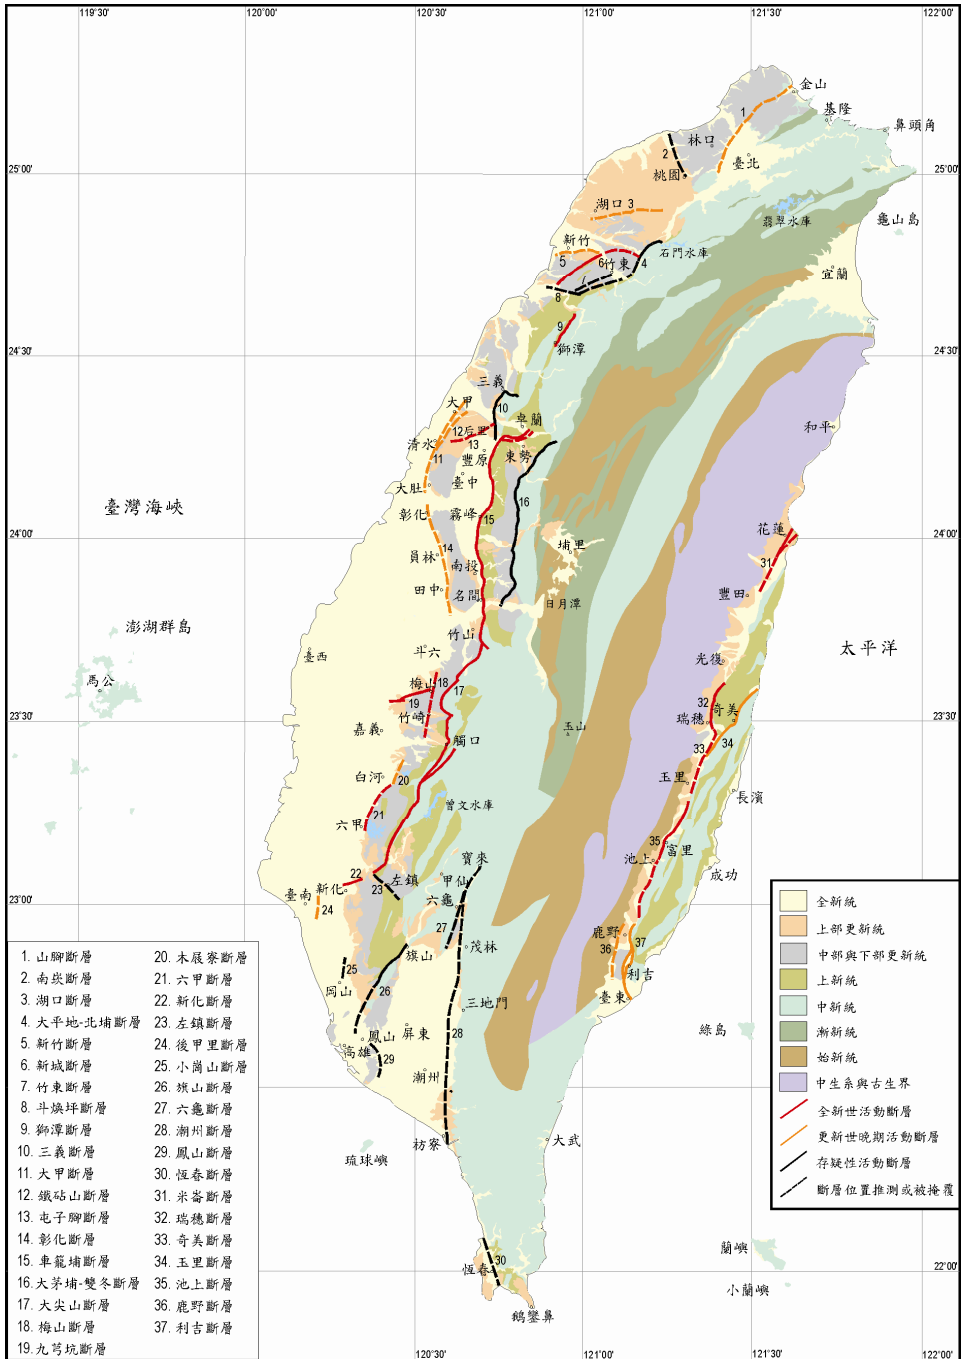 119°30'
120°00'
120°30'
121°00'
121°30'
122°00'
金山
1
基隆
鼻頭角
林口
2
臺北
25°00'
桃園
25°00'
湖口 3
翡翠水庫
龜山島
新竹
石門水庫
5
6
竹東
4
宜蘭
7
8
9
獅潭
24°30'
24°30'
三義
大甲
10
卓蘭
和平
12
后里
清水
13
豐原
東勢
11
臺中
大肚
16
臺灣海峽
彰化
霧峰
15
花蓮
24°00'
24°00'
員林
14
埔里
南投
31
田中
名間
日月潭
豐田
澎湖群島
竹山
斗六
太平洋
臺西
光復
馬公
梅山
18
17
19
32
奇美
竹崎
瑞穗
23°30'
嘉義
玉山
23°30'
觸口
34
33
白河
20
玉里
長濱
曾文水庫
21
六甲
35
富里
寶來
池上
22
左鎮
甲仙
成功
新化
23
臺南
六龜
23°00'
24
23°00'
27
鹿野
旗山
茂林
36
37
25
利吉
岡山
26
臺東
三地門
綠島
鳳山
屏東
28
高雄
29
潮州
枋寮
大武
琉球嶼
蘭嶼
30
恆春
22°00'
小蘭嶼
鵝鑾鼻
120°30'
121°00'
121°30'
122°00'
1. 山腳斷層
2. 南崁斷層
3. 湖口斷層
4. 大平地-北埔斷層
5. 新竹斷層
6. 新城斷層
7. 竹東斷層
8. 斗煥坪斷層
9. 獅潭斷層
10. 三義斷層
11. 大甲斷層
12. 鐵砧山斷層
13. 屯子腳斷層
14. 彰化斷層
15. 車籠埔斷層
16. 大茅埔-雙冬斷層
17. 大尖山斷層
18. 梅山斷層
19. 九芎坑斷層
20. 木屐寮斷層
21. 六甲斷層
22. 新化斷層
23. 左鎮斷層
24. 後甲里斷層
25. 小崗山斷層
26. 旗山斷層
27. 六龜斷層
28. 潮州斷層
29. 鳳山斷層
30. 恆春斷層
31. 米崙斷層
32. 瑞穗斷層
33. 奇美斷層
34. 玉里斷層
35. 池上斷層
36. 鹿野斷層
37. 利吉斷層
全新統
上部更新統
中部與下部更新統
上新統
中新統
漸新統
始新統
中生系與古生界
全新世活動斷層
更新世晚期活動斷層
存疑性活動斷層
斷層位置推測或被掩覆